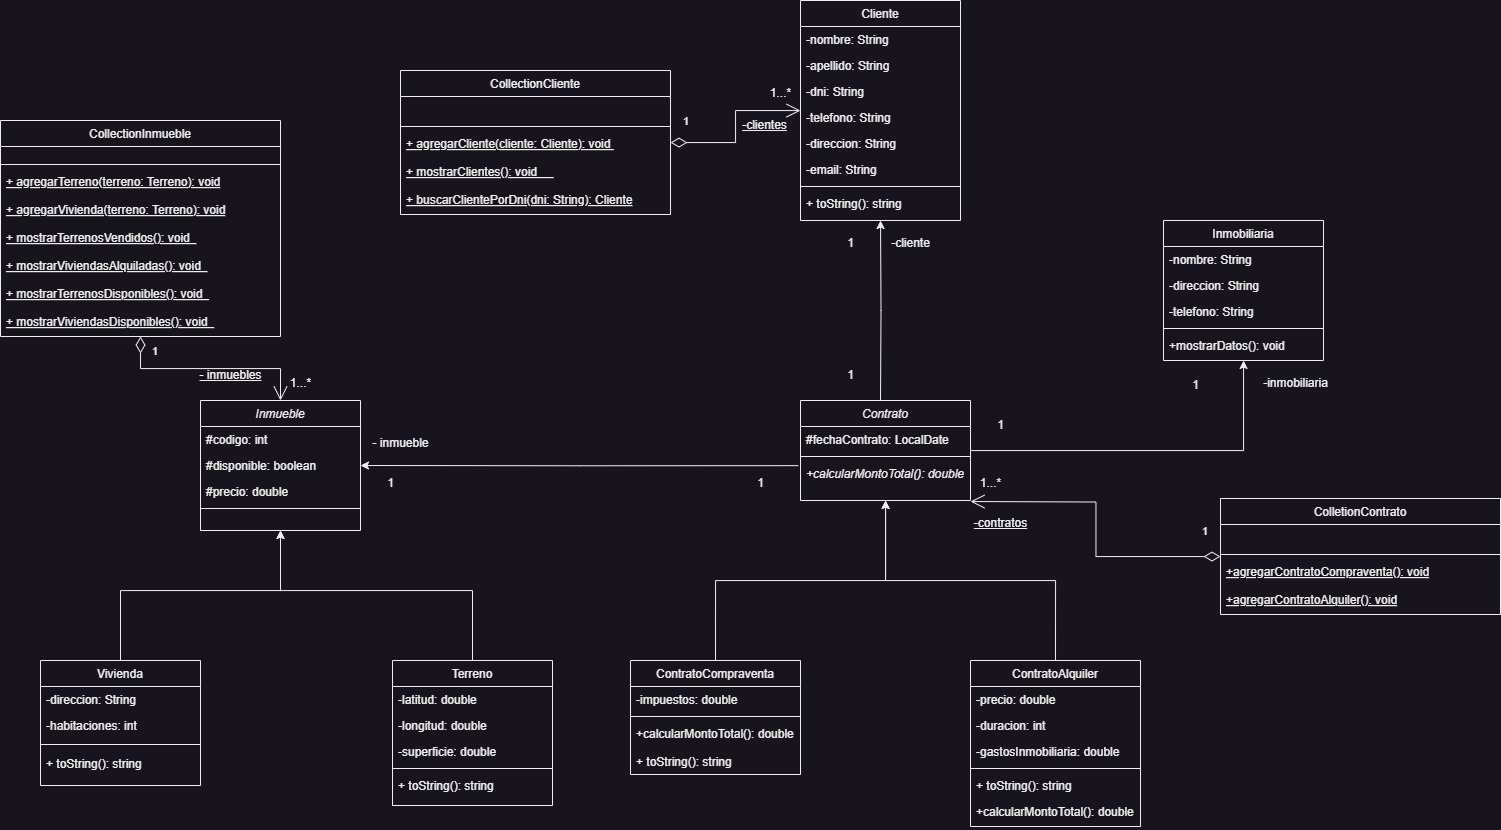 Cliente
-nombre: String
-apellido: String
-dni: String
-telefono: String
-direccion: String
-email: String
+ toString(): string
CollectionCliente
+ agregarCliente(cliente: Cliente): void
+ mostrarClientes(): void
+ buscarClientePorDni(dni: String): Cliente
1
1...*
-clientes
CollectionInmueble
+ agregarTerreno(terreno: Terreno): void
+ agregarVivienda(terreno: Terreno): void
+ mostrarTerrenosVendidos(): void
+ mostrarViviendasAlquiladas(): void
+ mostrarTerrenosDisponibles(): void
+ mostrarViviendasDisponibles(): void
1
- inmuebles
1...*
1
-cliente
1
Inmobiliaria
-nombre: String
-direccion: String
-telefono: String
+mostrarDatos(): void
1
-inmobiliaria
1
Inmueble
#codigo: int
#disponible: boolean
#precio: double
- inmueble
1
1
Contrato
#fechaContrato: LocalDate
+calcularMontoTotal(): double
1...*
-contratos
1
ColletionContrato
+agregarContratoCompraventa(): void
+agregarContratoAlquiler(): void
Vivienda
-direccion: String
-habitaciones: int
+ toString(): string
Terreno
-latitud: double
-longitud: double
-superficie: double
+ toString(): string
ContratoCompraventa
-impuestos: double
+calcularMontoTotal(): double
+ toString(): string
ContratoAlquiler
-precio: double
-duracion: int
-gastosInmobiliaria: double
+ toString(): string
+calcularMontoTotal(): double